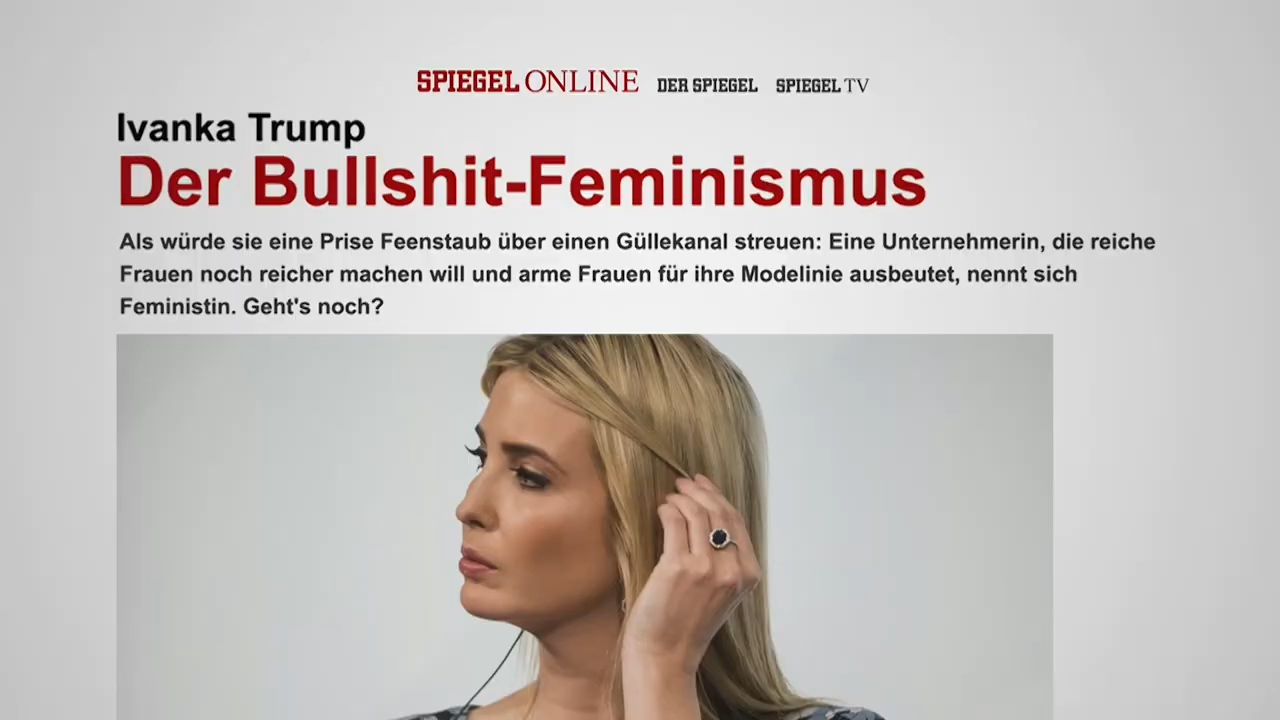 SPIEGEL ONLINE DER SPIEGEL SPIEGEL TV
Ivanka Trump
Der Bullshit-Feminismus
Als würde sie eine Prise Feenstaub über einen Güllekanal streuen: Eine Unternehmerin, die reiche
Frauen noch reicher machen will und arme Frauen für ihre Modelinie ausbeutet, nennt sich
Feministin. Geht's noch?